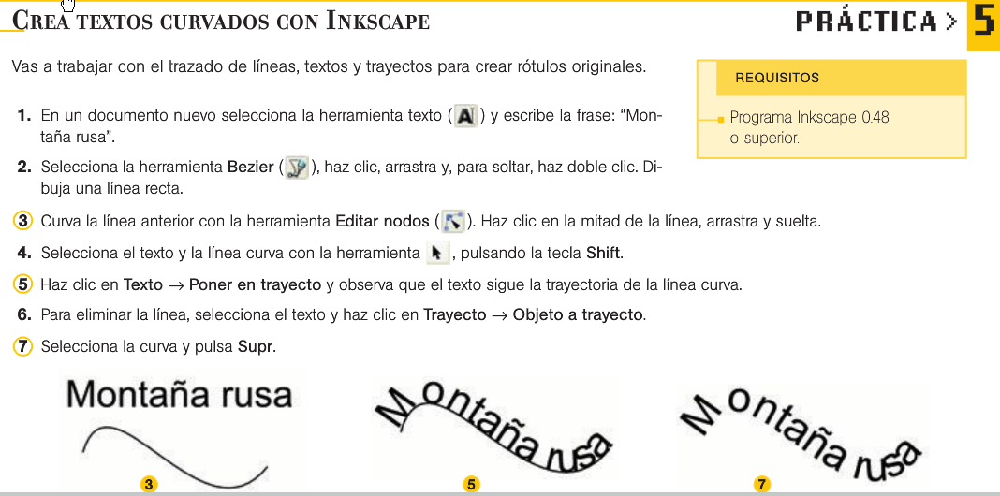 CREA TEXTOS CURVADOS CON INKSCAPE
PRÁCTICA > 5
Vas a trabajar con el trazado de líneas, textos y trayectos para crear rótulos originales.
REQUISITOS
Programa Inkscape 0.48
o superior.
1. En un documento nuevo selecciona la herramienta texto (A) y escribe la frase: “Mon-
taña rusa”.
2. Selecciona la herramienta Bezier ( ), haz clic, arrastra y, para soltar, haz doble clic. Di-
buja una línea recta.
3 Curva la línea anterior con la herramienta Editar nodos ( ). Haz clic en la mitad de la línea, arrastra y suelta.
4. Selecciona el texto y la línea curva con la herramienta , pulsando la tecla Shift.
5 Haz clic en Texto → Poner en trayecto y observa que el texto sigue la trayectoria de la línea curva.
6. Para eliminar la línea, selecciona el texto y haz clic en Trayecto → Objeto a trayecto.
7 Selecciona la curva y pulsa Supr.
Montaña rusa
3
Montaña rusa
5
Montaña rusa
7